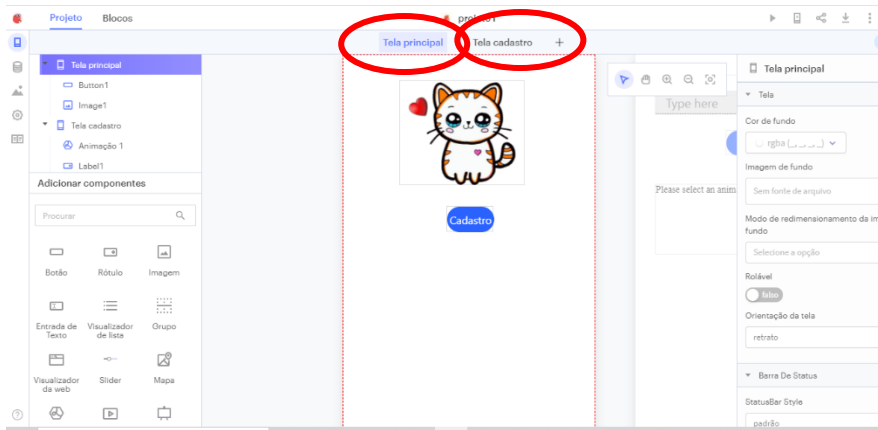 Projeto Blocos
Tela principal Tela cadastro +
Tela principal
Button1
Image1
Tela cadastro
Animação 1
Label1
Adicionar componentes
Procurar
Botão Rótulo Imagem
Entrada de Texto
Visualizador de lista
Grupo
Visualizador da web
Slider
Mapa
Cadastro
Type here
Please select an anim
Tela principal
Tela
Cor de fundo
rgba (_,_,_,_)
Imagem de fundo
Sem fonte de arquivo
Modo de redimensionamento da im
fundo
Selecione a opção
Rolável
falso
Orientação da tela
retrato
Barra De Status
StatusBar Style
padrão